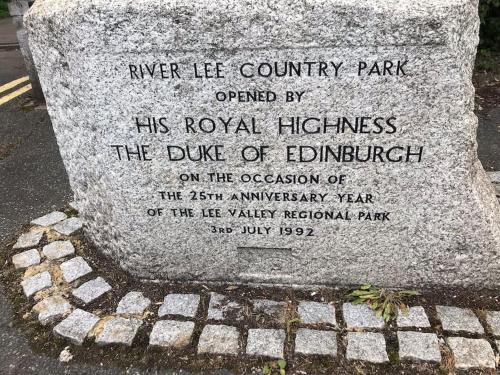 RIVER LEE COUNTRY PARK
OPENED BY
HIS ROYAL HIGHNESS
THE DUKE OF EDINBURGH
ON THE OCCASION OF
THE 25TH ANNIVERSARY YEAR
OF THE LEE VALLEY REGIONAL PARK
3RD JULY 1992